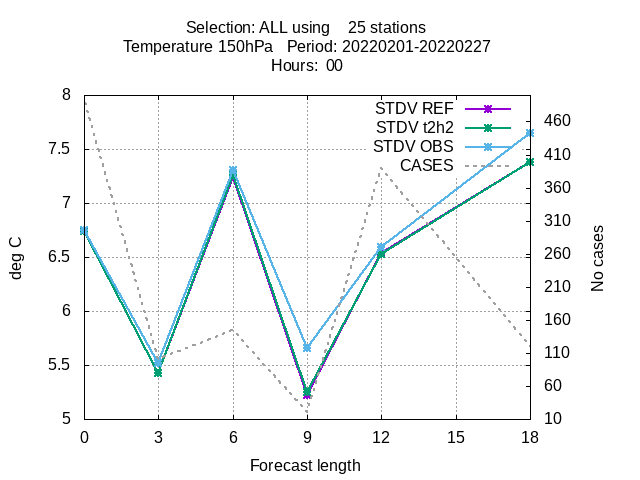 Selection: ALL using    25 stations
Temperature 150hPa   Period: 20220201-20220227
Hours:  00
STDV REF
STDV t2h2
STDV OBS
CASES
8
7.5
7
6.5
6
5.5
5
deg C
460
410
360
310
260
210
160
110
60
10
No cases
0 3 6 9 12 15 18
Forecast length